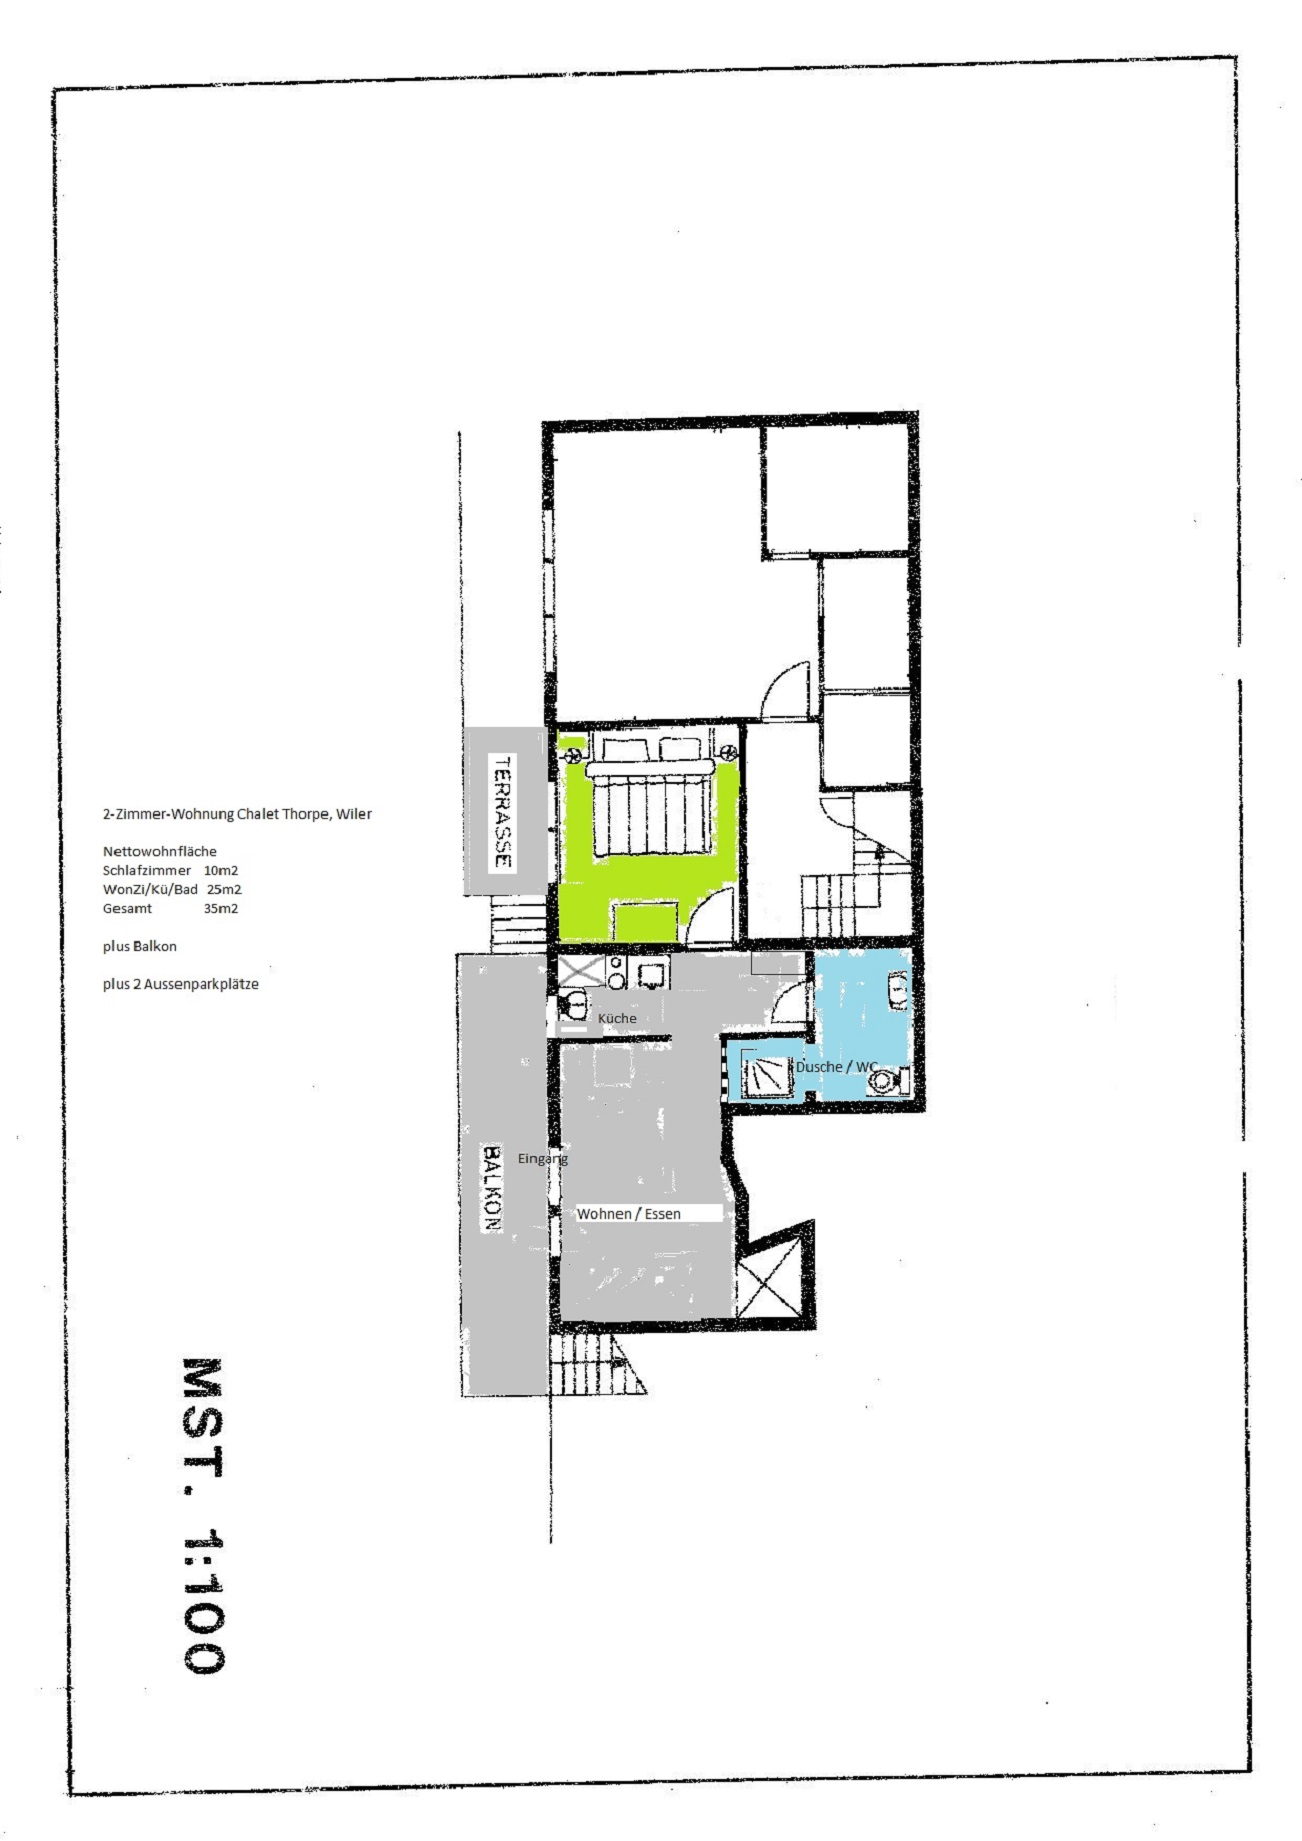 TERRASSE
2-Zimmer-Wohnung Chalet Thorpe, Wiler
Nettowohnfläche
Schlafzimmer 10m2
WonZi/Kü/Bad 25m2
Gesamt 35m2
plus Balkon
plus 2 Aussenparkplätze
Küche
Dusche / WC
BALKON
Eingang
Wohnen / Essen
MST. 1:100